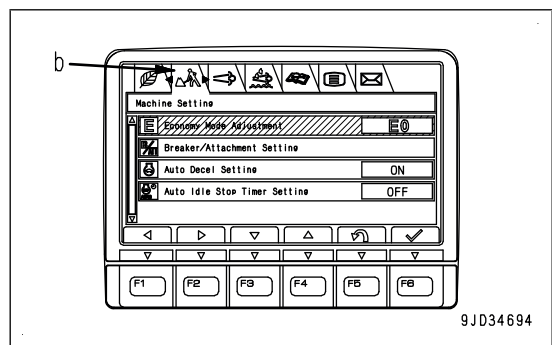 b
Machine Setting
E Economy Mode Adjustment E0
Breaker/Attachment Setting
Auto Decel Setting ON
Auto Idle Stop Timer Setting OFF
F1 F2 F3 F4 F5 F6
9JD34694